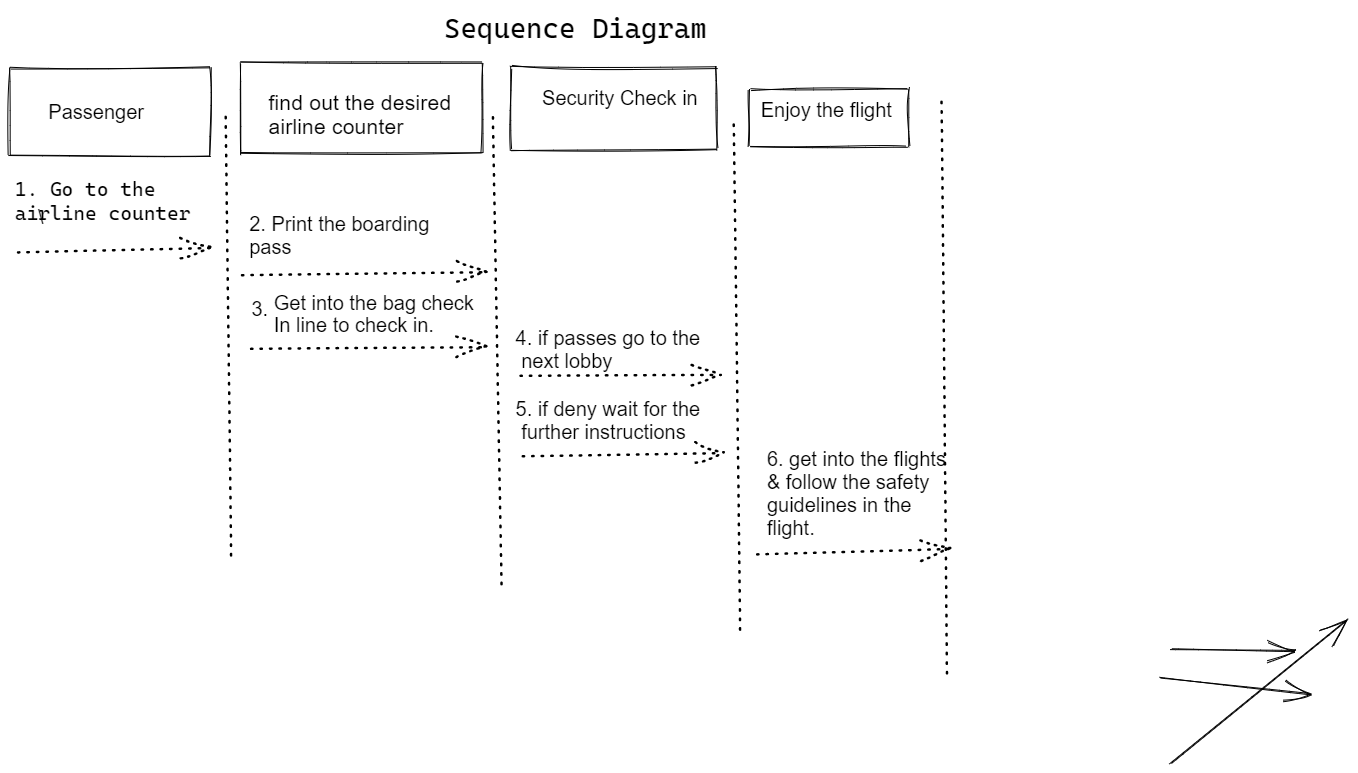 Sequence Diagram
Passenger
find out the desired
airline counter
Security Check in
Enjoy the flight
1. Go to the
airline counter
2. Print the boarding
pass
3. Get into the bag check
In line to check in.
4. if passes go to the
next lobby
5. if deny wait for the
further instructions
6. get into the flights
& follow the safety
guidelines in the
flight.